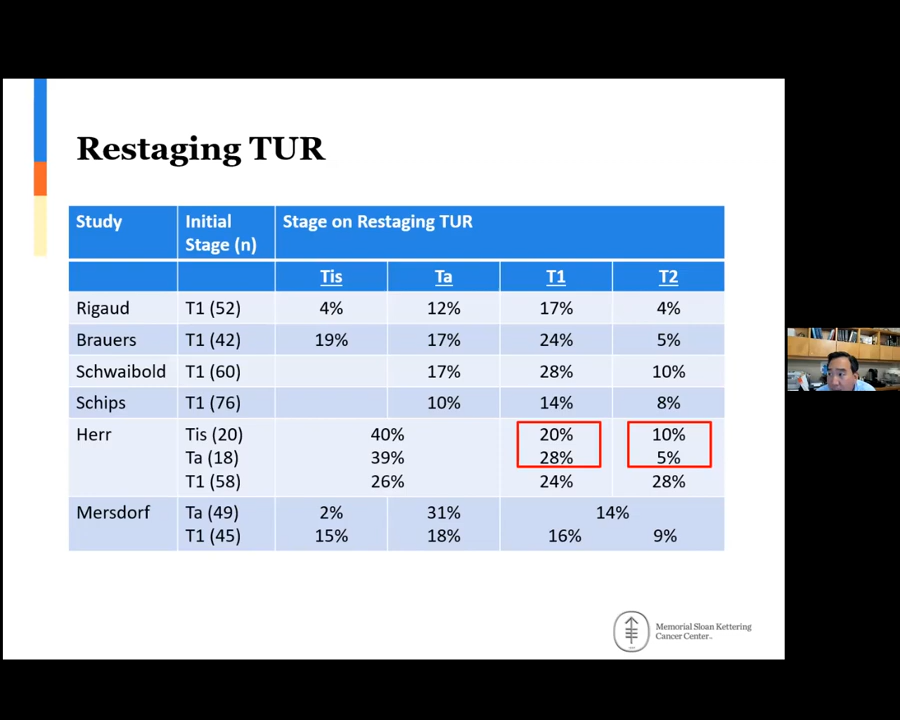 Restaging TUR
Study Initial Stage on Restaging TUR
Stage (n)
Tis Ta T1 T2
Rigaud T1 (52) 4% 12% 17% 4%
Brauers T1 (42) 19% 17% 24% 5%
Schwaibold T1 (60) 17% 28% 10%
Schips T1 (76) 10% 14% 8%
Herr Tis (20) 40% 20% 10%
Ta (18) 39% 28% 5%
T1 (58) 26% 24% 28%
Mersdorf Ta (49) 2% 31% 14%
T1 (45) 15% 18% 16% 9%
Memorial Sloan Kettering
Cancer Center